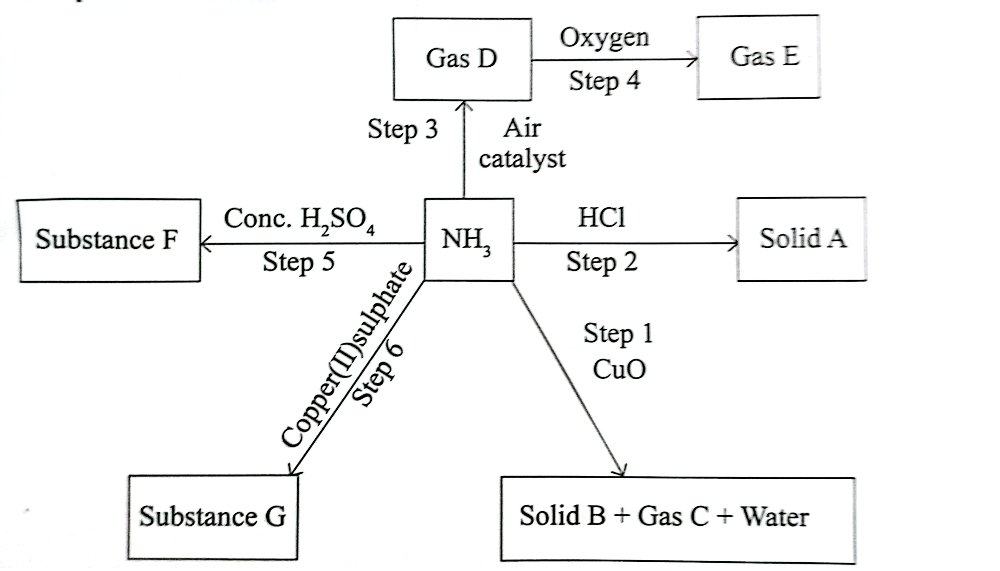 Gas D
Oxygen
Step 4
Gas E
Step 3
Air
catalyst
Substance F
Conc. H₂SO₄
Step 5
NH₃
HCl
Step 2
Solid A
Copper(II)sulphate
Step 6
Step 1
CuO
Substance G
Solid B + Gas C + Water